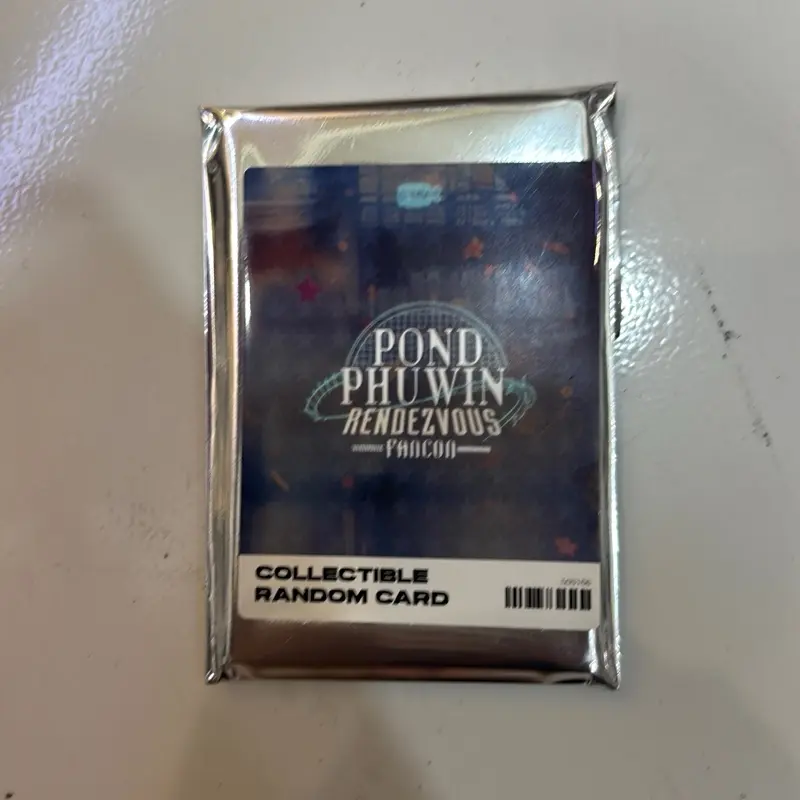 POND
PHUWIN
RENDEZVOUS
FANCON
COLLECTIBLE
RANDOM CARD